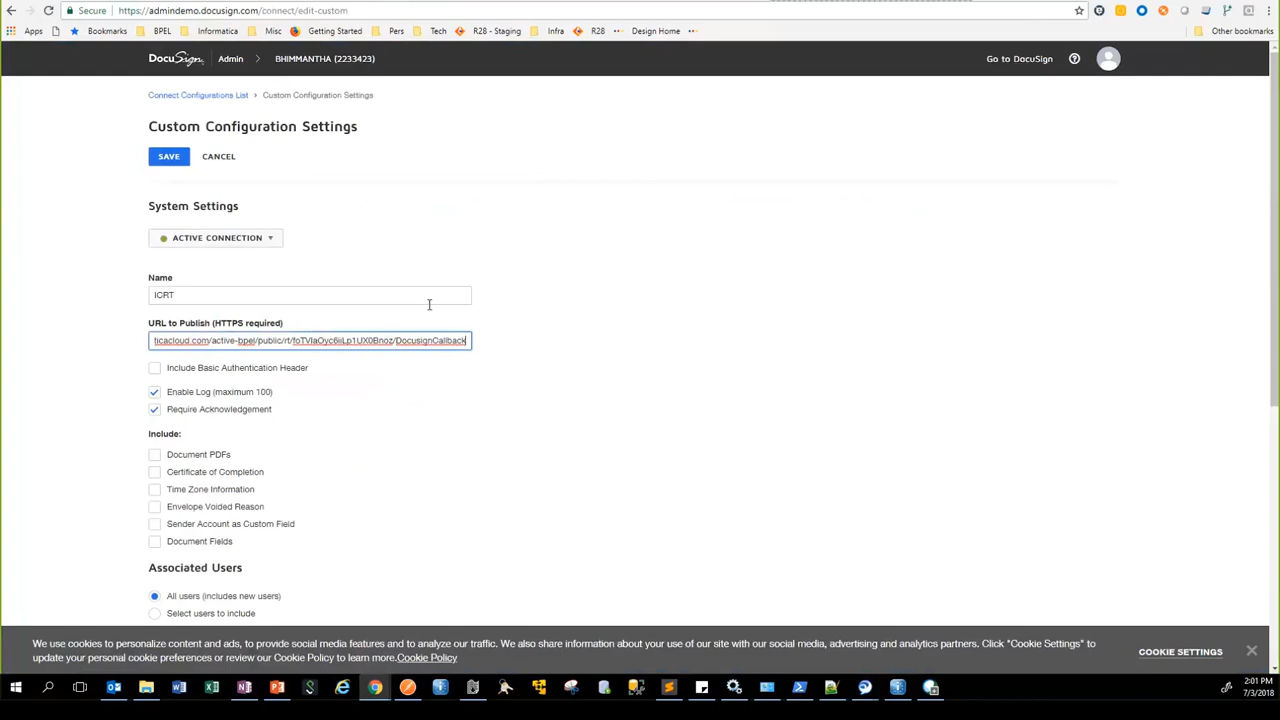 Secure https://admindemo.docusign.com/connect/edit-custom
Apps Bookmarks BPEL Informatica Misc Getting Started Pers Tech R28 - Staging Infra R28 Design Home Other bookmarks
DocuSign Admin BHIMMANTHA (2233423) Go to DocuSign
Connect Configurations List > Custom Configuration Settings
Custom Configuration Settings
SAVE CANCEL
System Settings
ACTIVE CONNECTION
Name
ICRT
URL to Publish (HTTPS required)
ticacloud.com/active-bpel/public/rt/foTVIaOyc6iiLp1UX0Bnoz/DocusignCallback
Include Basic Authentication Header
Enable Log (maximum 100)
Require Acknowledgement
Include:
Document PDFs
Certificate of Completion
Time Zone Information
Envelope Voided Reason
Sender Account as Custom Field
Document Fields
Associated Users
All users (includes new users)
Select users to include
We use cookies to personalize content and ads, to provide social media features and to analyze our traffic. We also share information about your use of our site with our social media, advertising and analytics partners. Click "Cookie Settings" to
update your personal cookie preferences or review our Cookie Policy to learn more.Cookie Policy
COOKIE SETTINGS
2:01 PM
7/3/2018